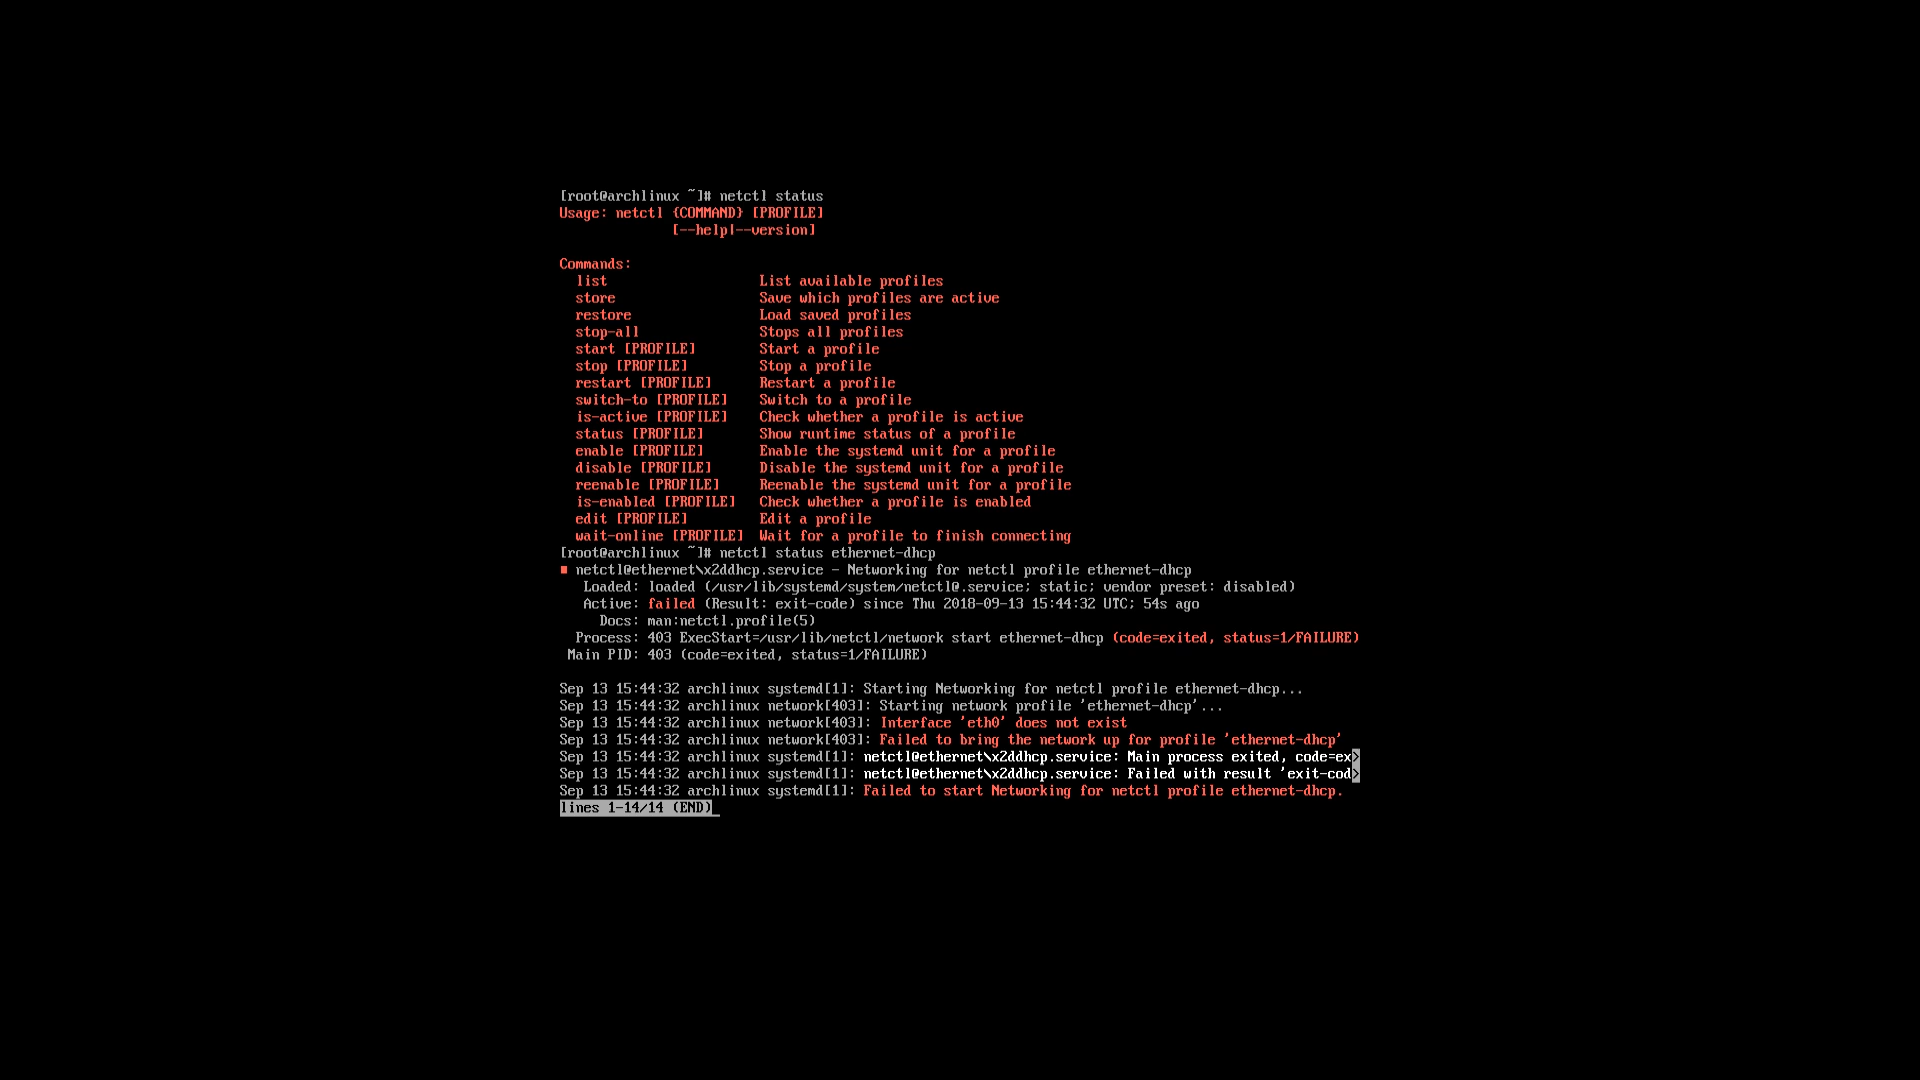 [root@archlinux ~]# netctl status
Usage: netctl {COMMAND} [PROFILE]
              [--help|--version]

Commands:
  list                   List available profiles
  store                  Save which profiles are active
  restore                Load saved profiles
  stop-all               Stops all profiles
  start [PROFILE]        Start a profile
  stop [PROFILE]         Stop a profile
  restart [PROFILE]      Restart a profile
  switch-to [PROFILE]    Switch to a profile
  is-active [PROFILE]    Check whether a profile is active
  status [PROFILE]       Show runtime status of a profile
  enable [PROFILE]       Enable the systemd unit for a profile
  disable [PROFILE]      Disable the systemd unit for a profile
  reenable [PROFILE]     Reenable the systemd unit for a profile
  is-enabled [PROFILE]   Check whether a profile is enabled
  edit [PROFILE]         Edit a profile
  wait-online [PROFILE]  Wait for a profile to finish connecting
[root@archlinux ~]# netctl status ethernet-dhcp
■ netctl@ethernet\x2ddhcp.service - Networking for netctl profile ethernet-dhcp
   Loaded: loaded (/usr/lib/systemd/system/netctl@.service; static; vendor preset: disabled)
   Active: failed (Result: exit-code) since Thu 2018-09-13 15:44:32 UTC; 54s ago
     Docs: man:netctl.profile(5)
  Process: 403 ExecStart=/usr/lib/netctl/network start ethernet-dhcp (code=exited, status=1/FAILURE)
 Main PID: 403 (code=exited, status=1/FAILURE)

Sep 13 15:44:32 archlinux systemd[1]: Starting Networking for netctl profile ethernet-dhcp...
Sep 13 15:44:32 archlinux network[403]: Starting network profile 'ethernet-dhcp'...
Sep 13 15:44:32 archlinux network[403]: Interface 'eth0' does not exist
Sep 13 15:44:32 archlinux network[403]: Failed to bring the network up for profile 'ethernet-dhcp'
Sep 13 15:44:32 archlinux systemd[1]: netctl@ethernet\x2ddhcp.service: Main process exited, code=ex>
Sep 13 15:44:32 archlinux systemd[1]: netctl@ethernet\x2ddhcp.service: Failed with result 'exit-cod>
Sep 13 15:44:32 archlinux systemd[1]: Failed to start Networking for netctl profile ethernet-dhcp.
lines 1-14/14 (END)